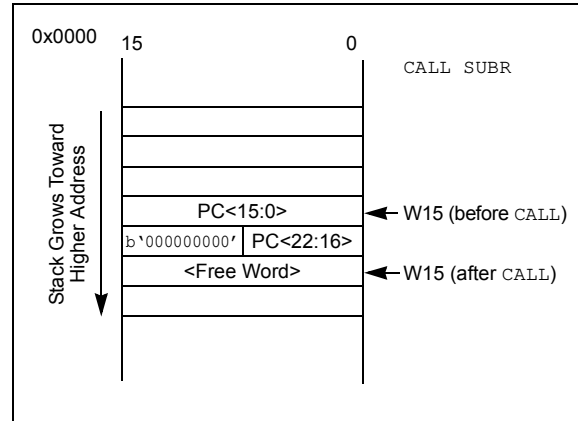 0x0000 15 0
CALL SUBR
Stack Grows Toward
Higher Address
PC<15:0> W15 (before CALL)
b‘000000000’ PC<22:16>
<Free Word> W15 (after CALL)